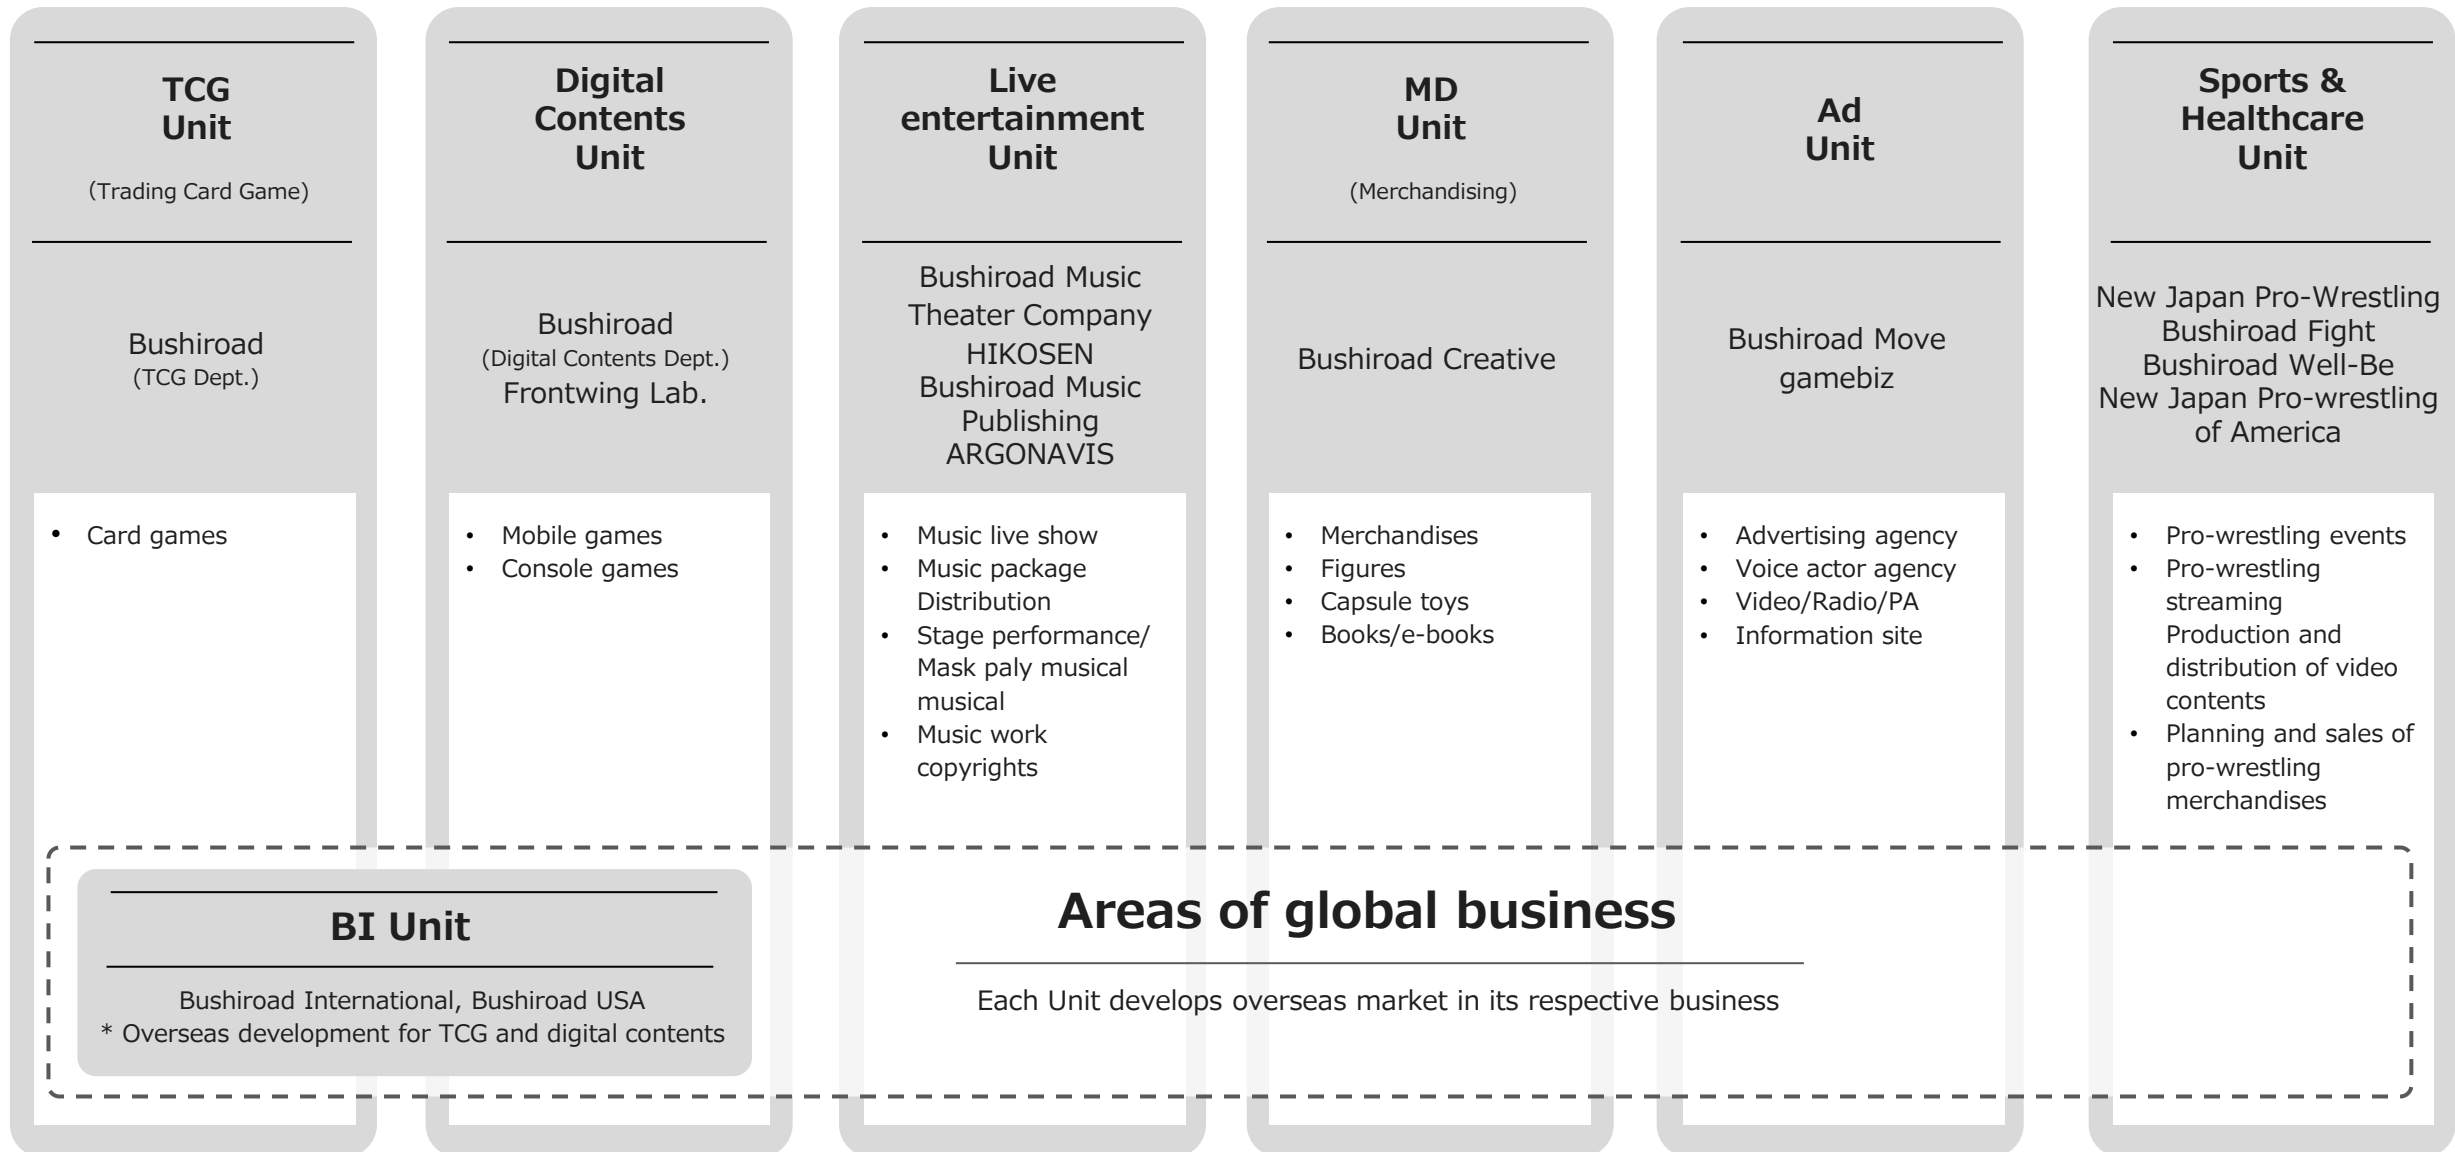 TCG
Unit
(Trading Card Game)
Bushiroad
(TCG Dept.)
• Card games
Digital
Contents
Unit
Bushiroad
(Digital Contents Dept.)
Frontwing Lab.
• Mobile games
• Console games
Live
entertainment
Unit
Bushiroad Music
Theater Company
HIKOSEN
Bushiroad Music
Publishing
ARGONAVIS
• Music live show
• Music package
Distribution
• Stage performance/
Mask paly musical
musical
• Music work
copyrights
MD
Unit
(Merchandising)
Bushiroad Creative
• Merchandises
• Figures
• Capsule toys
• Books/e-books
Ad
Unit
Bushiroad Move
gamebiz
• Advertising agency
• Voice actor agency
• Video/Radio/PA
• Information site
Sports &
Healthcare
Unit
New Japan Pro-Wrestling
Bushiroad Fight
Bushiroad Well-Be
New Japan Pro-wrestling
of America
• Pro-wrestling events
• Pro-wrestling
streaming
Production and
distribution of video
contents
• Planning and sales of
pro-wrestling
merchandises
BI Unit
Bushiroad International, Bushiroad USA
* Overseas development for TCG and digital contents
Areas of global business
Each Unit develops overseas market in its respective business